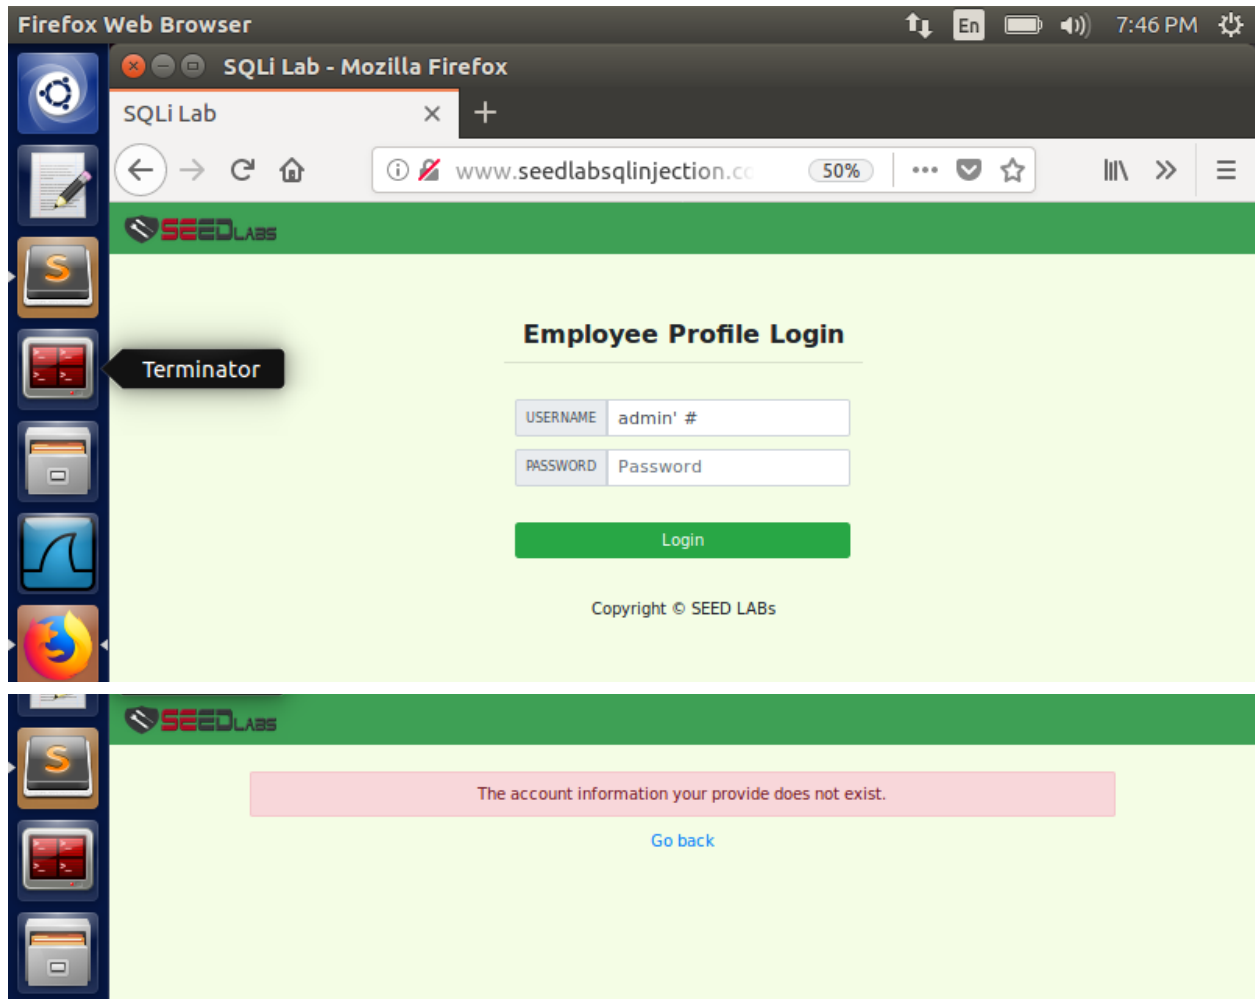 Firefox Web Browser En 7:46 PM
SQLi Lab - Mozilla Firefox
SQLi Lab
www.seedlabsqlinjection.co 50%
SEEDLABS
Employee Profile Login
Terminator
USERNAME admin' #
PASSWORD Password
Login
Copyright © SEED LABs
SEEDLABS
The account information your provide does not exist.
Go back